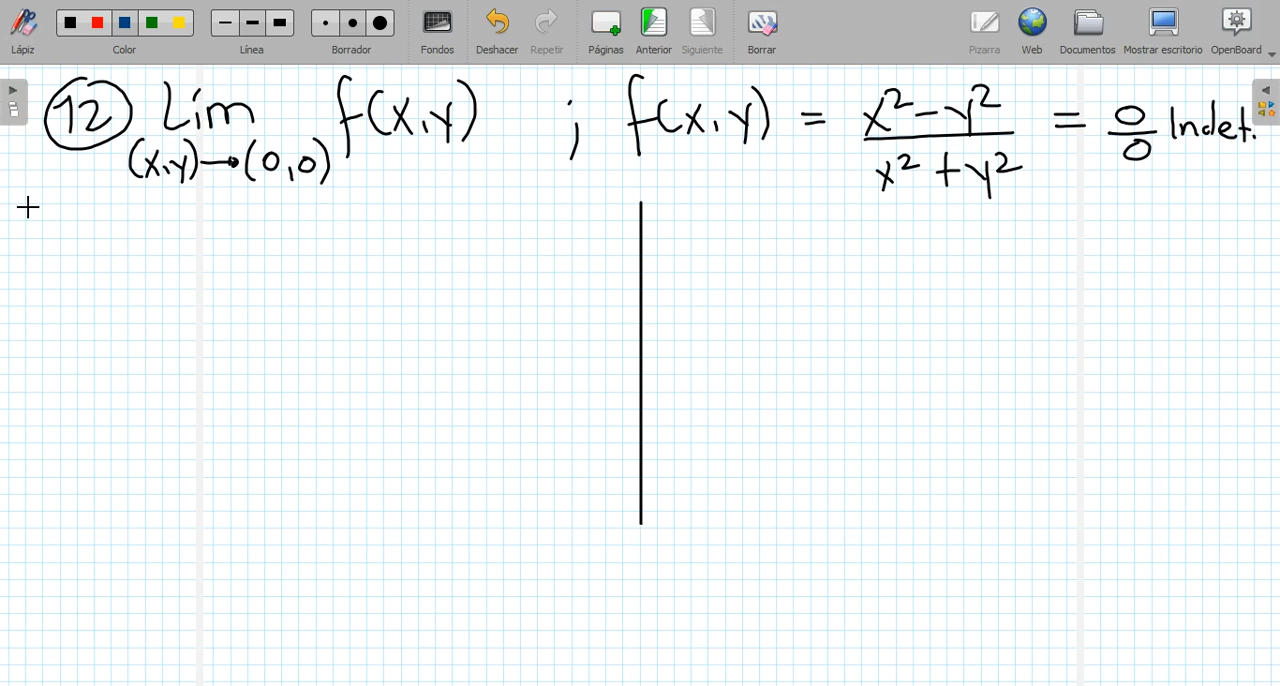 Lápiz Color Línea Borrador Fondos Deshacer Repetir Páginas Anterior Siguiente Borrar Pizarra Web Documentos Mostrar escritorio OpenBoard
12 Lim f(x,y) ; f(x,y) = x² - y² / x² + y² = 0/0 Indet.
(x,y)→(0,0)